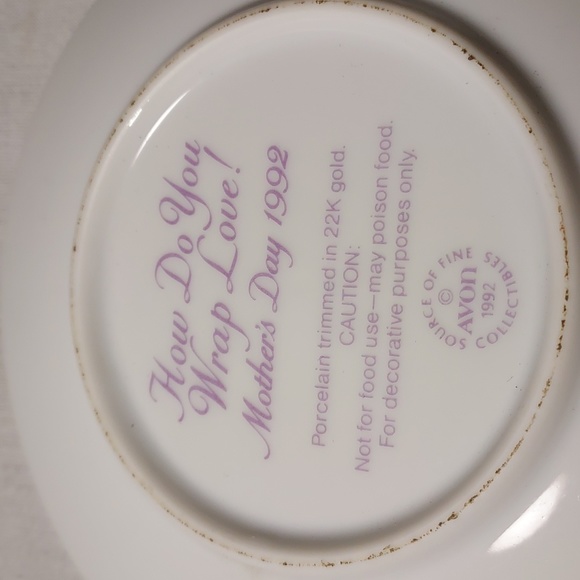 How Do You
Wrap Love!
Mother's Day 1992
Porcelain trimmed in 22K gold.
CAUTION:
Not for food use—may poison food.
For decorative purposes only.
SOURCE OF FINE
©
AVON
1992
COLLECTIBLES